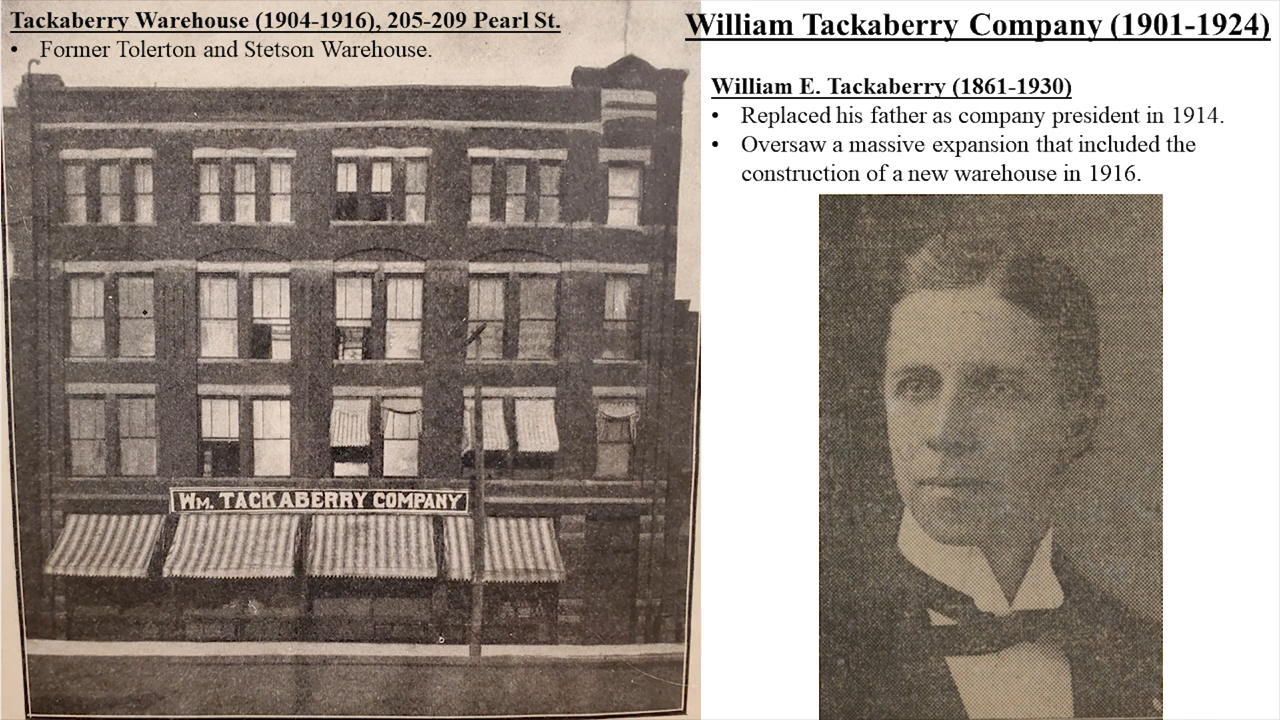 Tackaberry Warehouse (1904-1916), 205-209 Pearl St.
• Former Tolerton and Stetson Warehouse.
William Tackaberry Company (1901-1924)
William E. Tackaberry (1861-1930)
• Replaced his father as company president in 1914.
• Oversaw a massive expansion that included the
construction of a new warehouse in 1916.
WM. TACKABERRY COMPANY